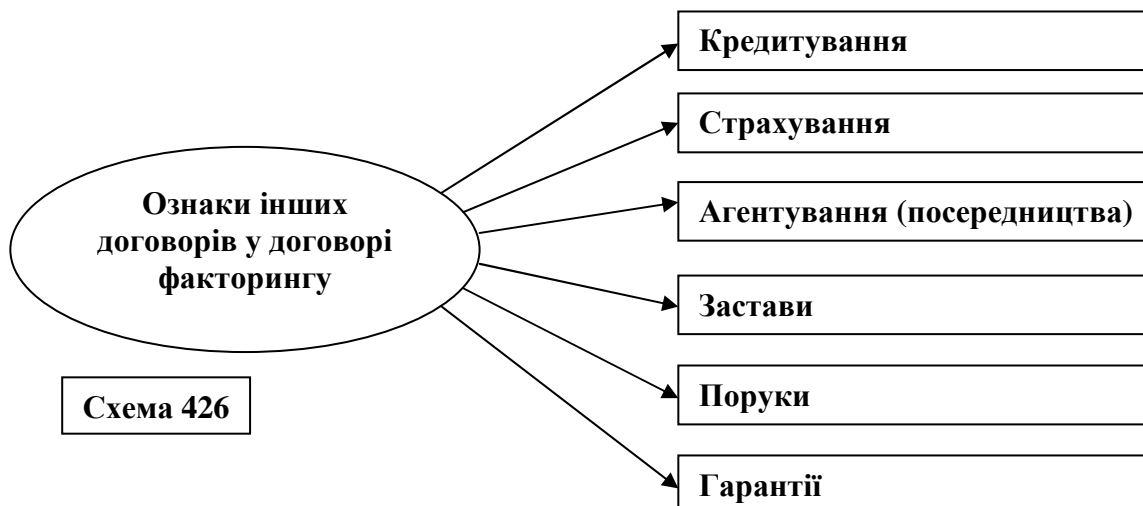 Ознаки інших
договорів у договорі
факторингу
Кредитування
Страхування
Агентування (посередництва)
Застави
Поруки
Гарантії
Схема 426